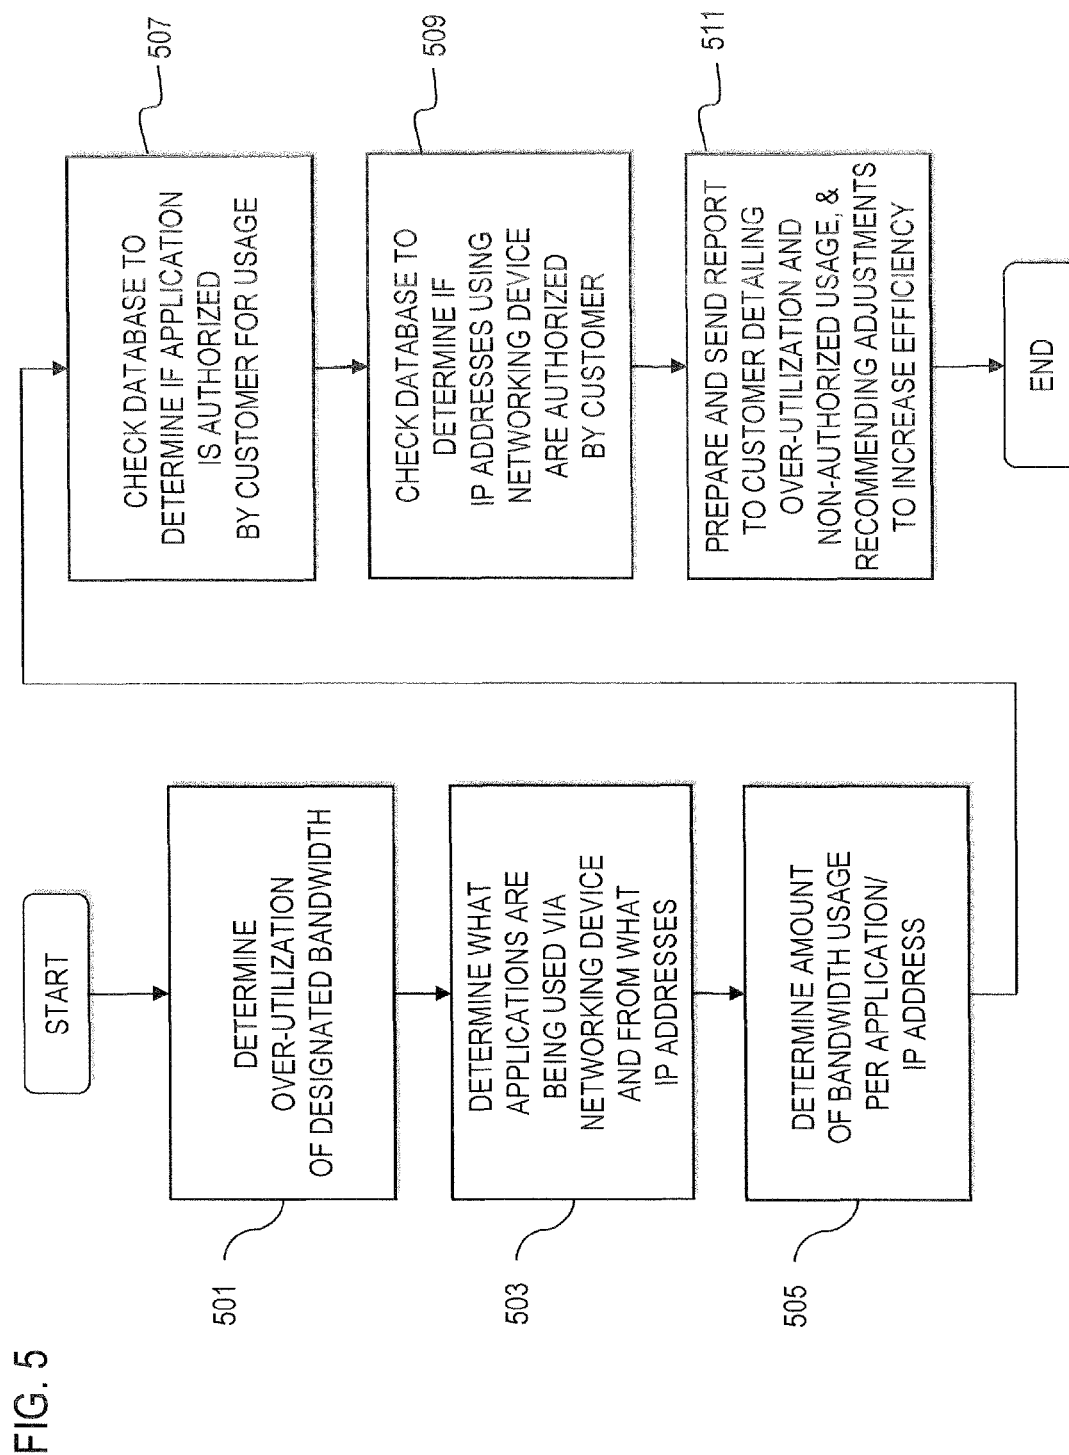 FIG. 5
START
DETERMINE
OVER-UTILIZATION
OF DESIGNATED BANDWIDTH
501
DETERMINE WHAT
APPLICATIONS ARE
BEING USED VIA
NETWORKING DEVICE
AND FROM WHAT
IP ADDRESSES
503
DETERMINE AMOUNT
OF BANDWIDTH USAGE
PER APPLICATION/
IP ADDRESS
505
CHECK DATABASE TO
DETERMINE IF APPLICATION
IS AUTHORIZED
BY CUSTOMER FOR USAGE
507
CHECK DATABASE TO
DETERMINE IF
IP ADDRESSES USING
NETWORKING DEVICE
ARE AUTHORIZED
BY CUSTOMER
509
PREPARE AND SEND REPORT
TO CUSTOMER DETAILING
OVER-UTILIZATION AND
NON-AUTHORIZED USAGE, &
RECOMMENDING ADJUSTMENTS
TO INCREASE EFFICIENCY
511
END